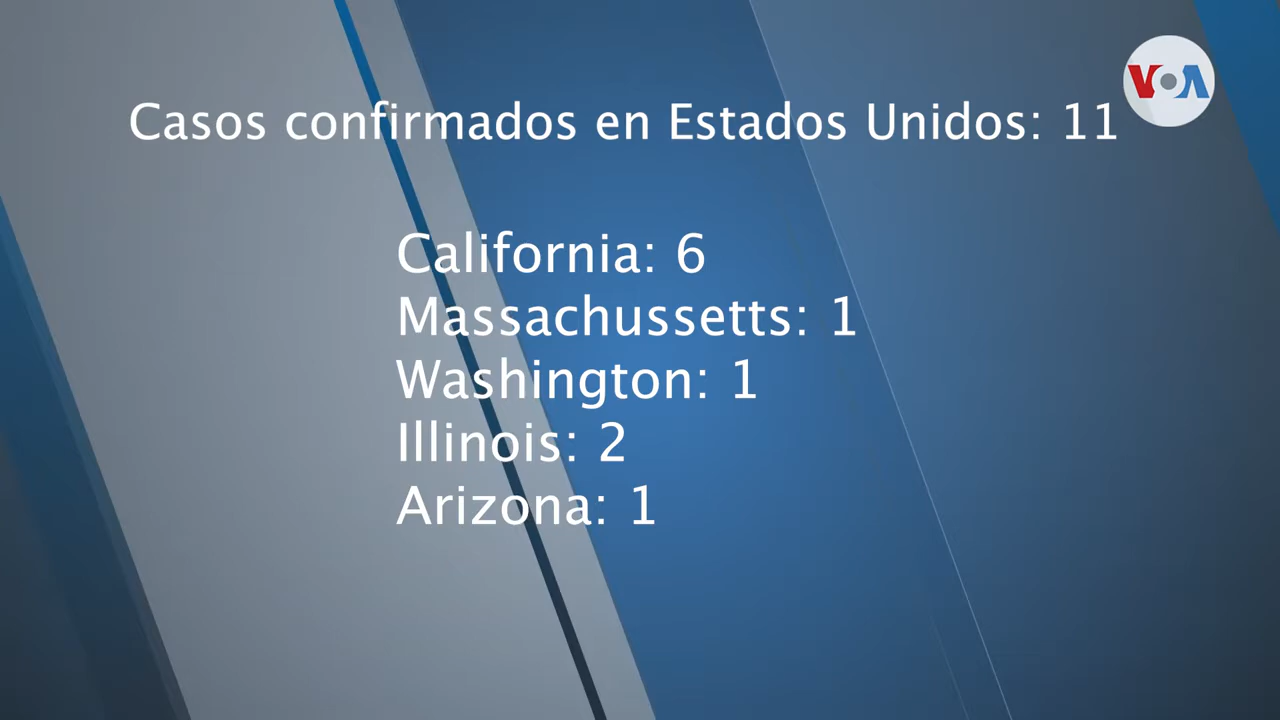 VOA
Casos confirmados en Estados Unidos: 11
California: 6
Massachussetts: 1
Washington: 1
Illinois: 2
Arizona: 1